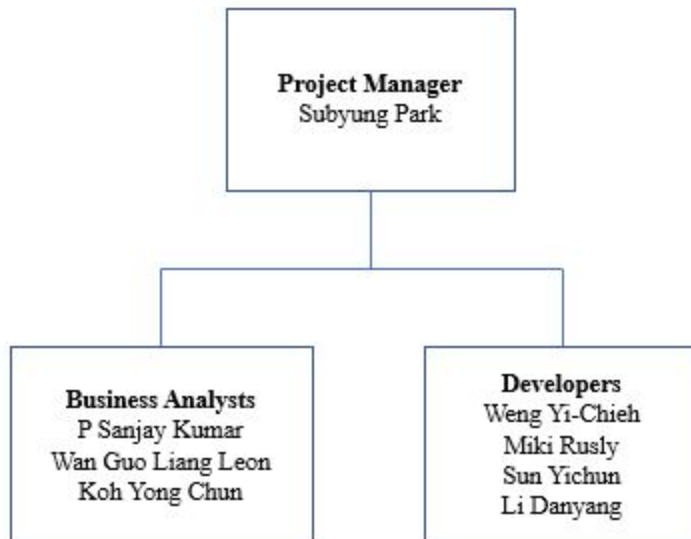 Project Manager
Subyung Park
Business Analysts
P Sanjay Kumar
Wan Guo Liang Leon
Koh Yong Chun
Developers
Weng Yi-Chieh
Miki Rusly
Sun Yichun
Li Danyang